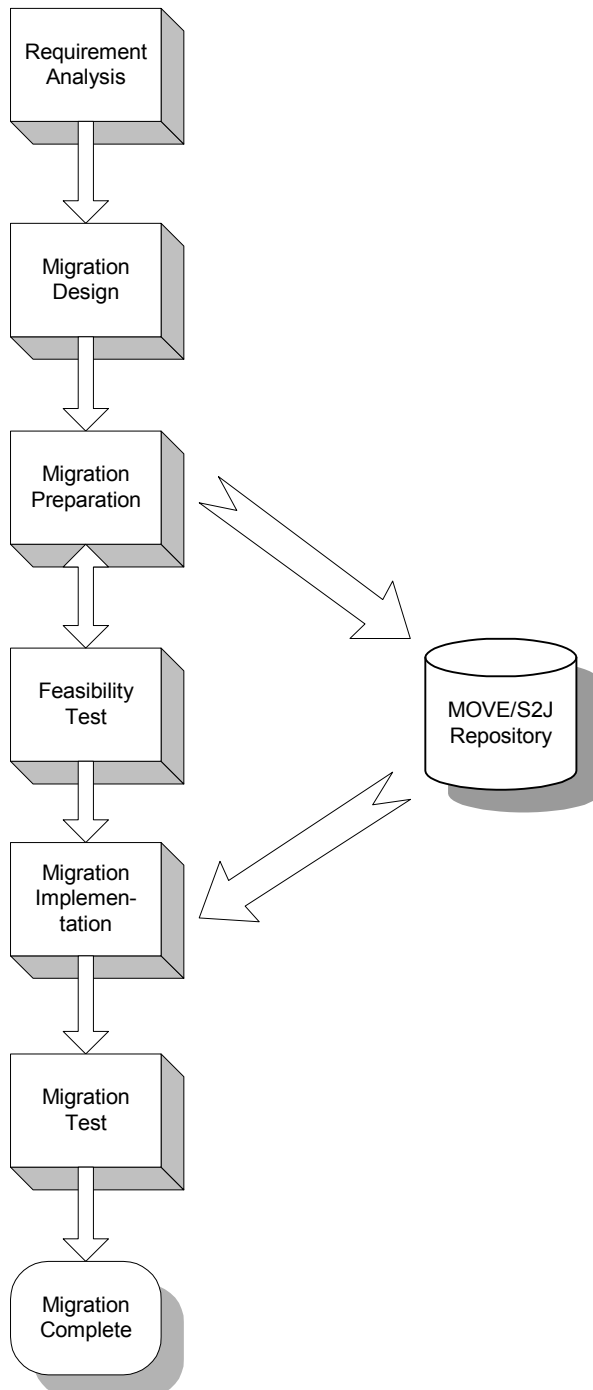 Requirement
Analysis
Migration
Design
Migration
Preparation
Feasibility
Test
MOVE/S2J
Repository
Migration
Implemen-
tation
Migration
Test
Migration
Complete